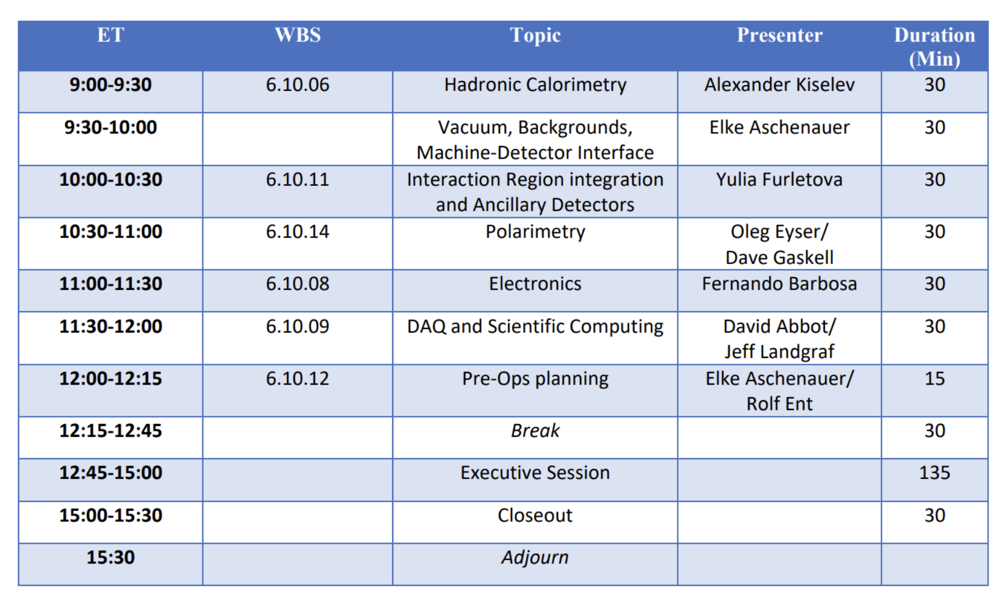 ET WBS Topic Presenter Duration
(Min)
9:00-9:30 6.10.06 Hadronic Calorimetry Alexander Kiselev 30
9:30-10:00 Vacuum, Backgrounds, Elke Aschenauer 30
Machine-Detector Interface
10:00-10:30 6.10.11 Interaction Region integration Yulia Furletova 30
and Ancillary Detectors
10:30-11:00 6.10.14 Polarimetry Oleg Eyser/ 30
Dave Gaskell
11:00-11:30 6.10.08 Electronics Fernando Barbosa 30
11:30-12:00 6.10.09 DAQ and Scientific Computing David Abbot/ 30
Jeff Landgraf
12:00-12:15 6.10.12 Pre-Ops planning Elke Aschenauer/ 15
Rolf Ent
12:15-12:45 Break 30
12:45-15:00 Executive Session 135
15:00-15:30 Closeout 30
15:30 Adjourn